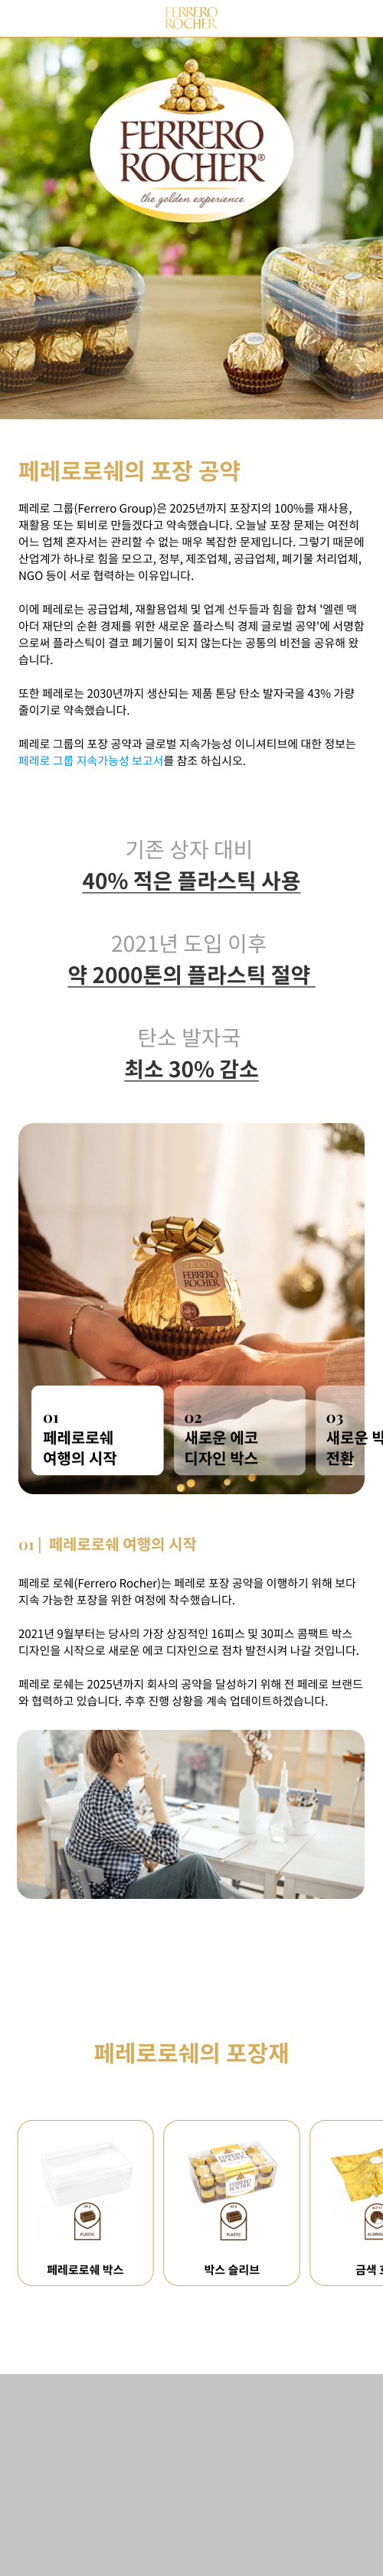 FERRERO
ROCHER
FERRERO
ROCHER®
the golden experience
페레로로쉐의 포장 공약
페레로 그룹(Ferrero Group)은 2025년까지 포장지의 100%를 재사용,
재활용 또는 퇴비로 만들겠다고 약속했습니다. 오늘날 포장 문제는 여전히
어느 업체 혼자서는 관리할 수 없는 매우 복잡한 문제입니다. 그렇기 때문에
산업계가 하나로 힘을 모으고, 정부, 제조업체, 공급업체, 폐기물 처리업체,
NGO 등이 서로 협력하는 이유입니다.
이에 페레로는 공급업체, 재활용업체 및 업계 선두들과 힘을 합쳐 '엘렌 맥
아더 재단의 순환 경제를 위한 새로운 플라스틱 경제 글로벌 공약'에 서명함
으로써 플라스틱이 결코 폐기물이 되지 않는다는 공통의 비전을 공유해 왔
습니다.
또한 페레로는 2030년까지 생산되는 제품 톤당 탄소 발자국을 43% 가량
줄이기로 약속했습니다.
페레로 그룹의 포장 공약과 글로벌 지속가능성 이니셔티브에 대한 정보는
페레로 그룹 지속가능성 보고서를 참조 하십시오.
기존 상자 대비
40% 적은 플라스틱 사용
2021년 도입 이후
약 2000톤의 플라스틱 절약
탄소 발자국
최소 30% 감소
GRAND
FERRERO
ROCHER
01
페레로로쉐
여행의 시작
02
새로운 에코
디자인 박스
03
새로운 박
전환
01 | 페레로로쉐 여행의 시작
페레로 로쉐(Ferrero Rocher)는 페레로 포장 공약을 이행하기 위해 보다
지속 가능한 포장을 위한 여정에 착수했습니다.
2021년 9월부터는 당사의 가장 상징적인 16피스 및 30피스 콤팩트 박스
디자인을 시작으로 새로운 에코 디자인으로 점차 발전시켜 나갈 것입니다.
페레로 로쉐는 2025년까지 회사의 공약을 달성하기 위해 전 페레로 브랜드
와 협력하고 있습니다. 추후 진행 상황을 계속 업데이트하겠습니다.
페레로로쉐의 포장재
PLASTIC
페레로로쉐 박스
FERRERO
ROCHER
PLASTIC
박스 슬리브
금색 호